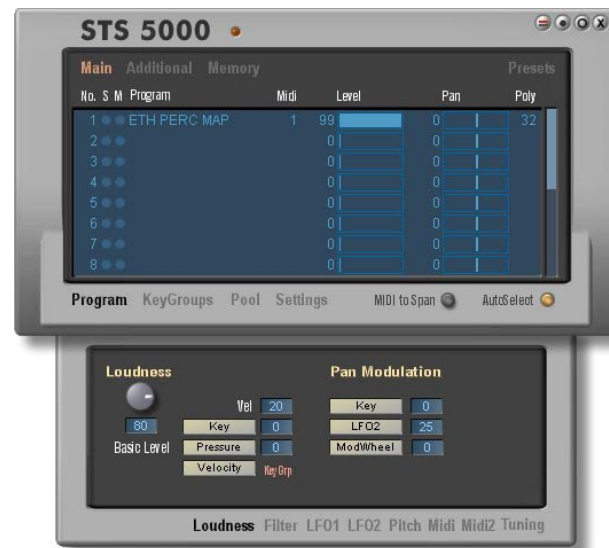 STS 5000
Main Additional Memory Presets
No. S M Program Midi Level Pan Poly
1 ETH PERC MAP 1 99 0 32
2 0 0
3 0 0
4 0 0
5 0 0
6 0 0
7 0 0
8 0 0
Program KeyGroups Pool Settings MIDI to Span AutoSelect
Loudness Pan Modulation
Vel 20 Key 0
80 Key 0 LFO2 25
Basic Level Pressure 0 ModWheel 0
Velocity Key Grp
Loudness Filter LFO1 LFO2 Pitch Midi Midi2 Tuning